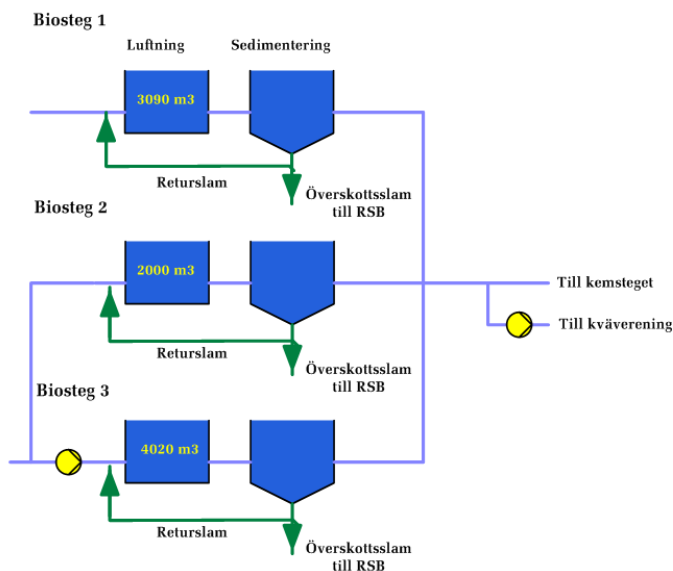 Biosteg 1
Luftning
Sedimentering
3090 m3
Returslam
Överskottsslam
till RSB
Biosteg 2
2000 m3
Till kemsteget
Till kväverening
Returslam
Överskottsslam
till RSB
Biosteg 3
4020 m3
Returslam
Överskottsslam
till RSB